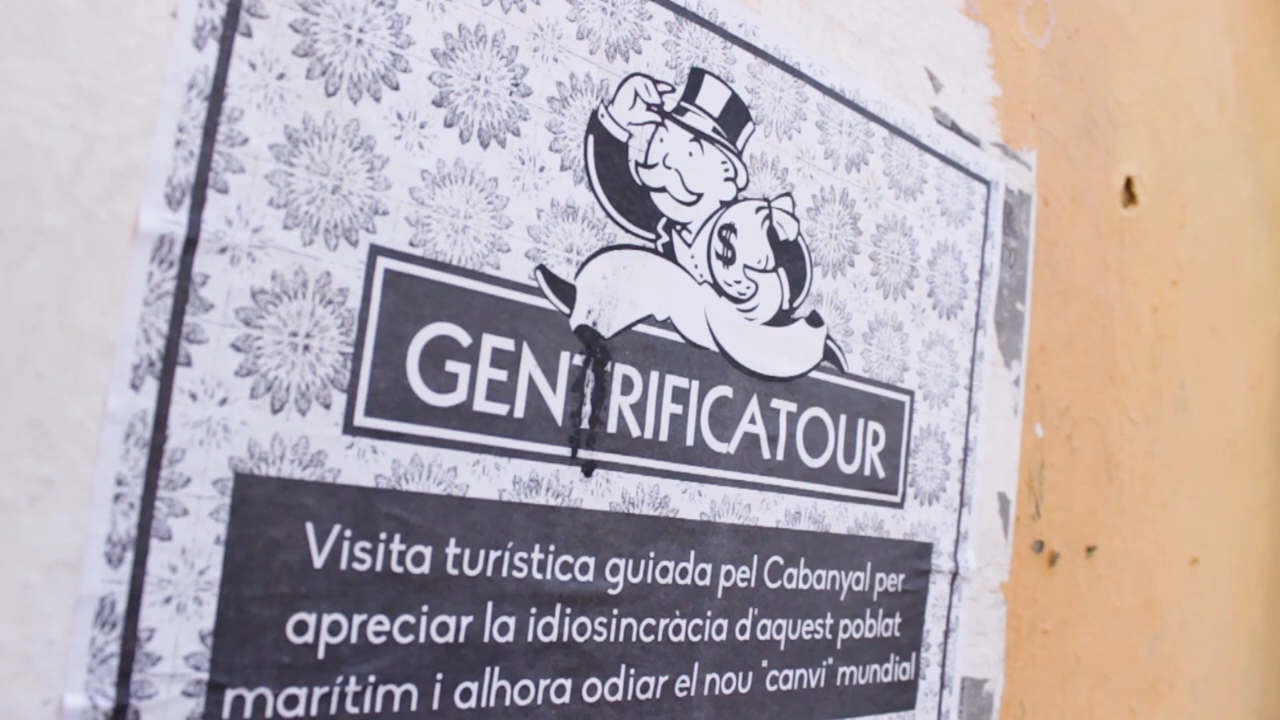 $
GENTRIFICATOUR
Visita turística guiada pel Cabanyal per
apreciar la idiosincràcia d'aquest poblat
marítim i alhora odiar el nou "canvi" mundial